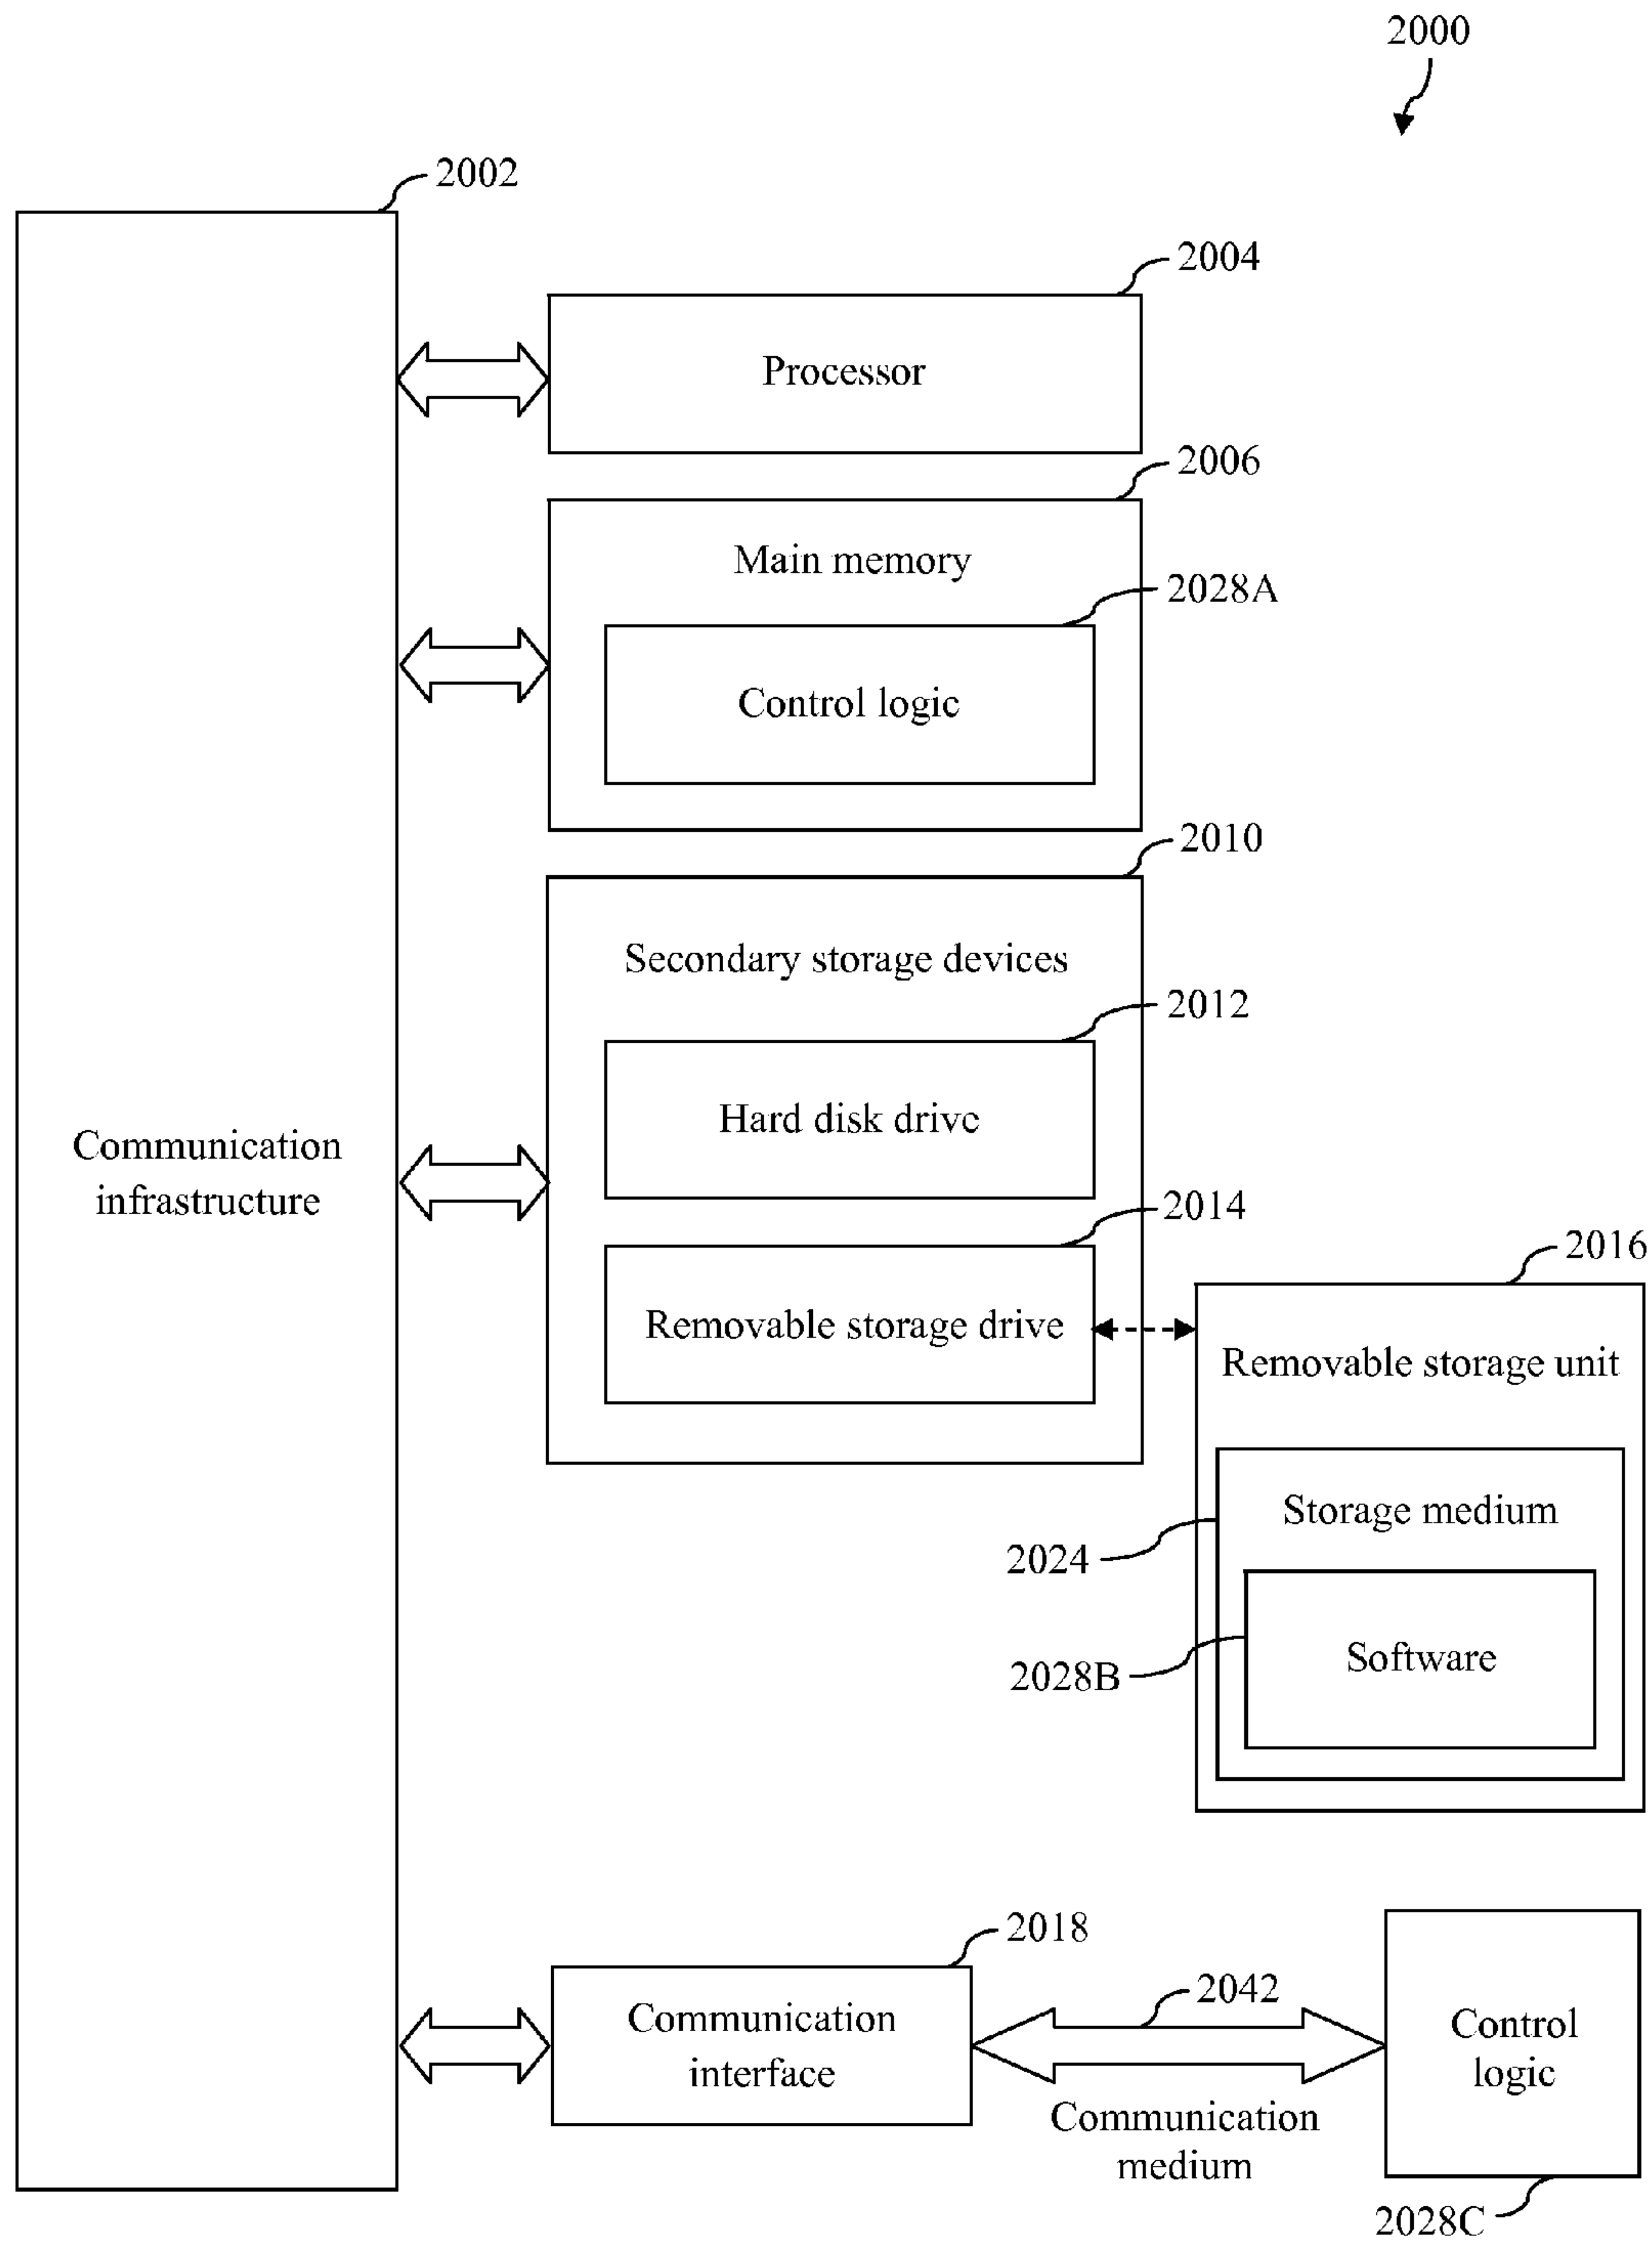 2000
2002
2004
Processor
2006
Main memory
2028A
Control logic
2010
Secondary storage devices
2012
Hard disk drive
Communication
infrastructure
2014
Removable storage drive
2016
Removable storage unit
Storage medium
2024
Software
2028B
2018
Communication
interface
2042
Communication
medium
Control
logic
2028C